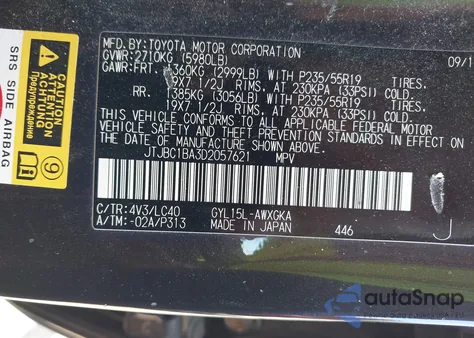 MFD. BY: TOYOTA MOTOR CORPORATION 09/1
GVWR: 2710KG (5980LB)
GAWR: FRT. 1360KG (2999LB) WITH P235/55R19 TIRES,
19X7 1/2J RIMS, AT 230KPA (33PSI) COLD.
RR. 1385KG (3056LB) WITH P235/55R19 TIRES,
19X7 1/2J RIMS, AT 230KPA (33PSI) COLD.
THIS VEHICLE CONFORMS TO ALL APPLICABLE FEDERAL MOTOR
VEHICLE SAFETY AND THEFT PREVENTION STANDARDS IN EFFECT ON
THE DATE OF MANUFACTURE SHOWN ABOVE.
JTJBC1BA3D2057621 MPV
C/TR: 4V3/LC40 GYL15L-AWXGKA
A/TM: -02A/P313 MADE IN JAPAN 446
J
SRS SIDE AIRBAG
Warning
Attention
Achtung
9
autoSnap